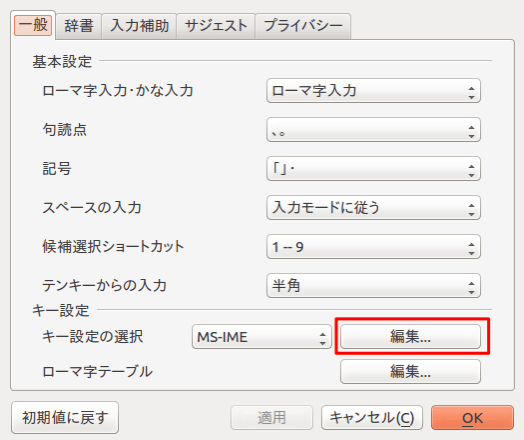 一般 辞書 入力補助 サジェスト プライバシー
基本設定
ローマ字入力・かな入力 ローマ字入力
句読点 、。
記号 「」・
スペースの入力 入力モードに従う
候補選択ショートカット 1 -- 9
テンキーからの入力 半角
キー設定
キー設定の選択 MS-IME 編集...
ローマ字テーブル 編集...
初期値に戻す 適用 キャンセル(C) OK